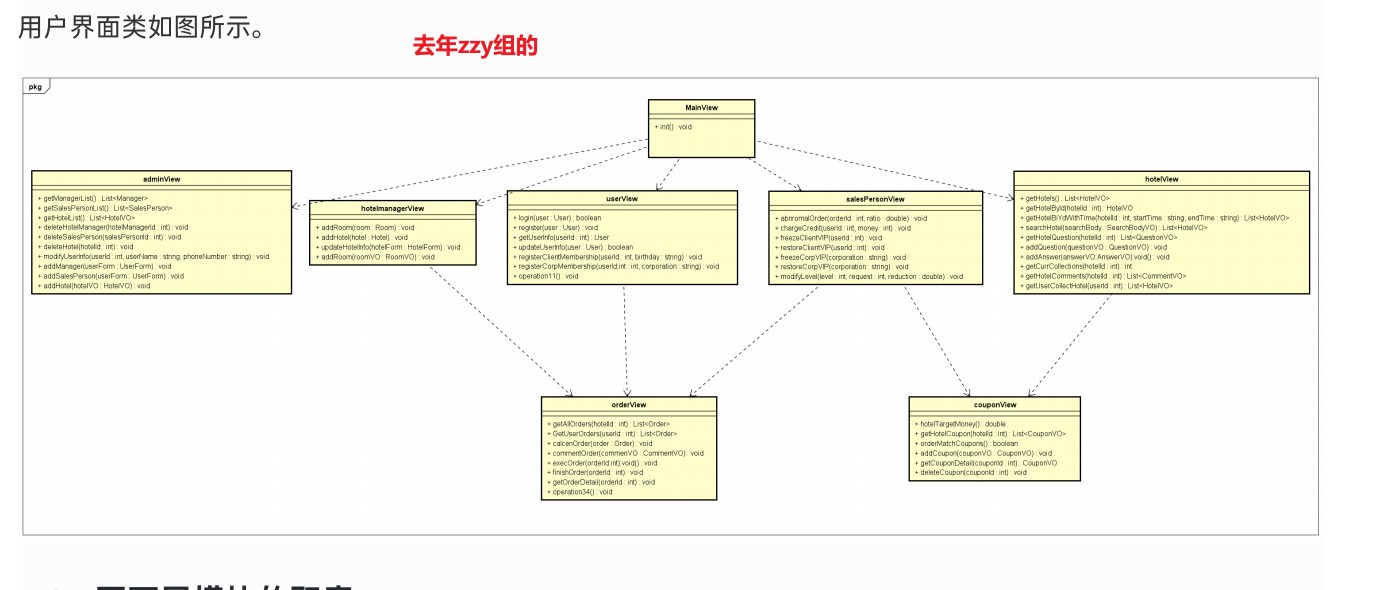 用户界面类如图所示。
去年zzy组的
pkg
MainView
+ init() : void
adminView
+ getManagerList() : List<Manager>
+ getSalesPersonList() : List<SalesPerson>
+ getHotelList() : List<HotelVO>
+ deleteHotelManager(hotelManagerId : int) : void
+ deleteSalesPerson(salesPersonId : int) : void
+ deleteHotel(hotelId : int) : void
+ modifyUserInfo(userId : int, userName : string, phoneNumber : string) : void
+ addManager(userForm : UserForm) : void
+ addSalesPerson(userForm : UserForm) : void
+ addHotel(hotelVO : HotelVO) : void
hotelmanagerView
+ addRoom(room : Room) : void
+ addHotel(hotel : Hotel) : void
+ updateHotelInfo(hotelForm : HotelForm) : void
+ addRoom(roomVO : RoomVO) : void
userView
+ login(user : User) : boolean
+ register(user : User) : void
+ getUserInfo(userId : int) : User
+ updateUserInfo(user : User) : boolean
+ registerClientMembership(userId : int, birthday : string) : void
+ registerCorpMembership(userId,int : int, corporation : string) : void
+ operation11() : void
salesPersonView
+ abnromalOrder(orderId : int, ratio : double) : void
+ chargeCredit(userId : int, money : int) : void
+ freezeClientVIP(userId : int) : void
+ restoreClientVIP(userId : int) : void
+ freezeCorpVIP(corporation : string) : void
+ restoreCorpVIP(corporation : string) : void
+ modifyLevel(level : int, request : int, reduction : double) : void
hotelView
+ getHotels() : List<HotelVO>
+ getHotelById(hotelId : int) : HotelVO
+ getHotelBiYdWithTime(hotelId : int, startTime : string, endTime : string) : List<HotelVO>
+ searchHotel(searchBody : SearchBodyVO) : List<HotelVO>
+ getHotelQuestion(hotelId : int) : List<QuestionVO>
+ addQuestion(questionVO : QuestionVO) : void
+ addAnswer(answerVO:AnswerVO):void() : void
+ getCurrCollections(hotelId : int) : int
+ getHotelComments(hotelId : int) : List<CommentVO>
+ getUserCollectHotel(userId : int) : List<HotelVO>
orderView
+ getAllOrders(hotelId : int) : List<Order>
+ GetUserOrders(userId : int) : List<Order>
+ calcenOrder(order : Order) : void
+ commentOrder(commenVO : CommentVO) : void
+ execOrder(orderId:int):void() : void
+ finishOrder(orderId : int) : void
+ getOrderDetail(orderId : int) : void
+ operation34() : void
couponView
+ hotelTargetMoney() : double
+ getHotelCoupon(hotelId : int) : List<CouponVO>
+ orderMatchCoupons() : boolean
+ addCoupon(couponVO : CouponVO) : void
+ getCouponDetail(couponId : int) : CouponVO
+ deleteCoupon(couponId : int) : void